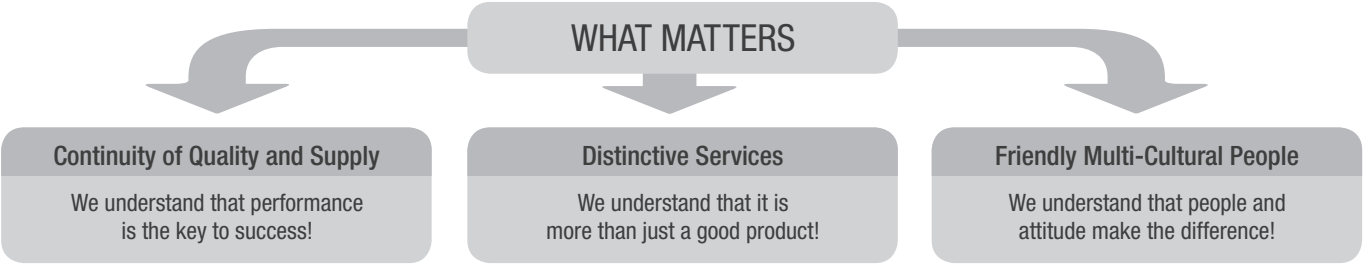 WHAT MATTERS
Continuity of Quality and Supply
We understand that performance
is the key to success!
Distinctive Services
We understand that it is
more than just a good product!
Friendly Multi-Cultural People
We understand that people and
attitude make the difference!